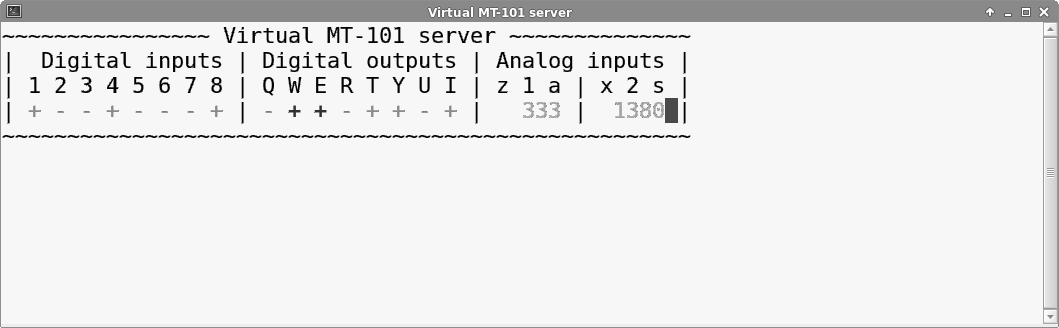 Virtual MT-101 server
~~~~~~~~~~~~~~~~ Virtual MT-101 server ~~~~~~~~~~~~~~
|  Digital inputs | Digital outputs | Analog inputs |
| 1 2 3 4 5 6 7 8 | Q W E R T Y U I | z 1 a | x 2 s |
| + - - + - - - + | - + + - + + - + |   333 |  1380 |
~~~~~~~~~~~~~~~~~~~~~~~~~~~~~~~~~~~~~~~~~~~~~~~~~~~~~